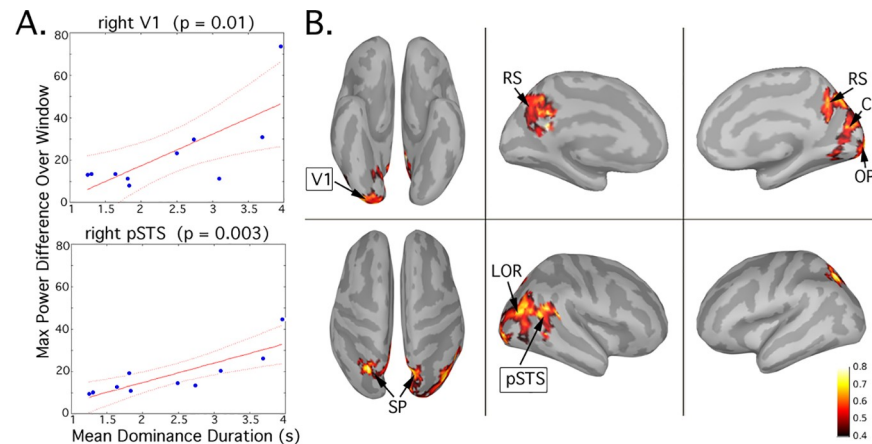 A.
right V1 (p = 0.01)
Max Power Difference Over Window
80
60
40
20
0
1 1.5 2 2.5 3 3.5 4
right pSTS (p = 0.003)
80
60
40
20
0
1 1.5 2 2.5 3 3.5 4
Mean Dominance Duration (s)
B.
RS
RS
C
OP
V1
LOR
pSTS
SP
0.8
0.7
0.6
0.5
0.4